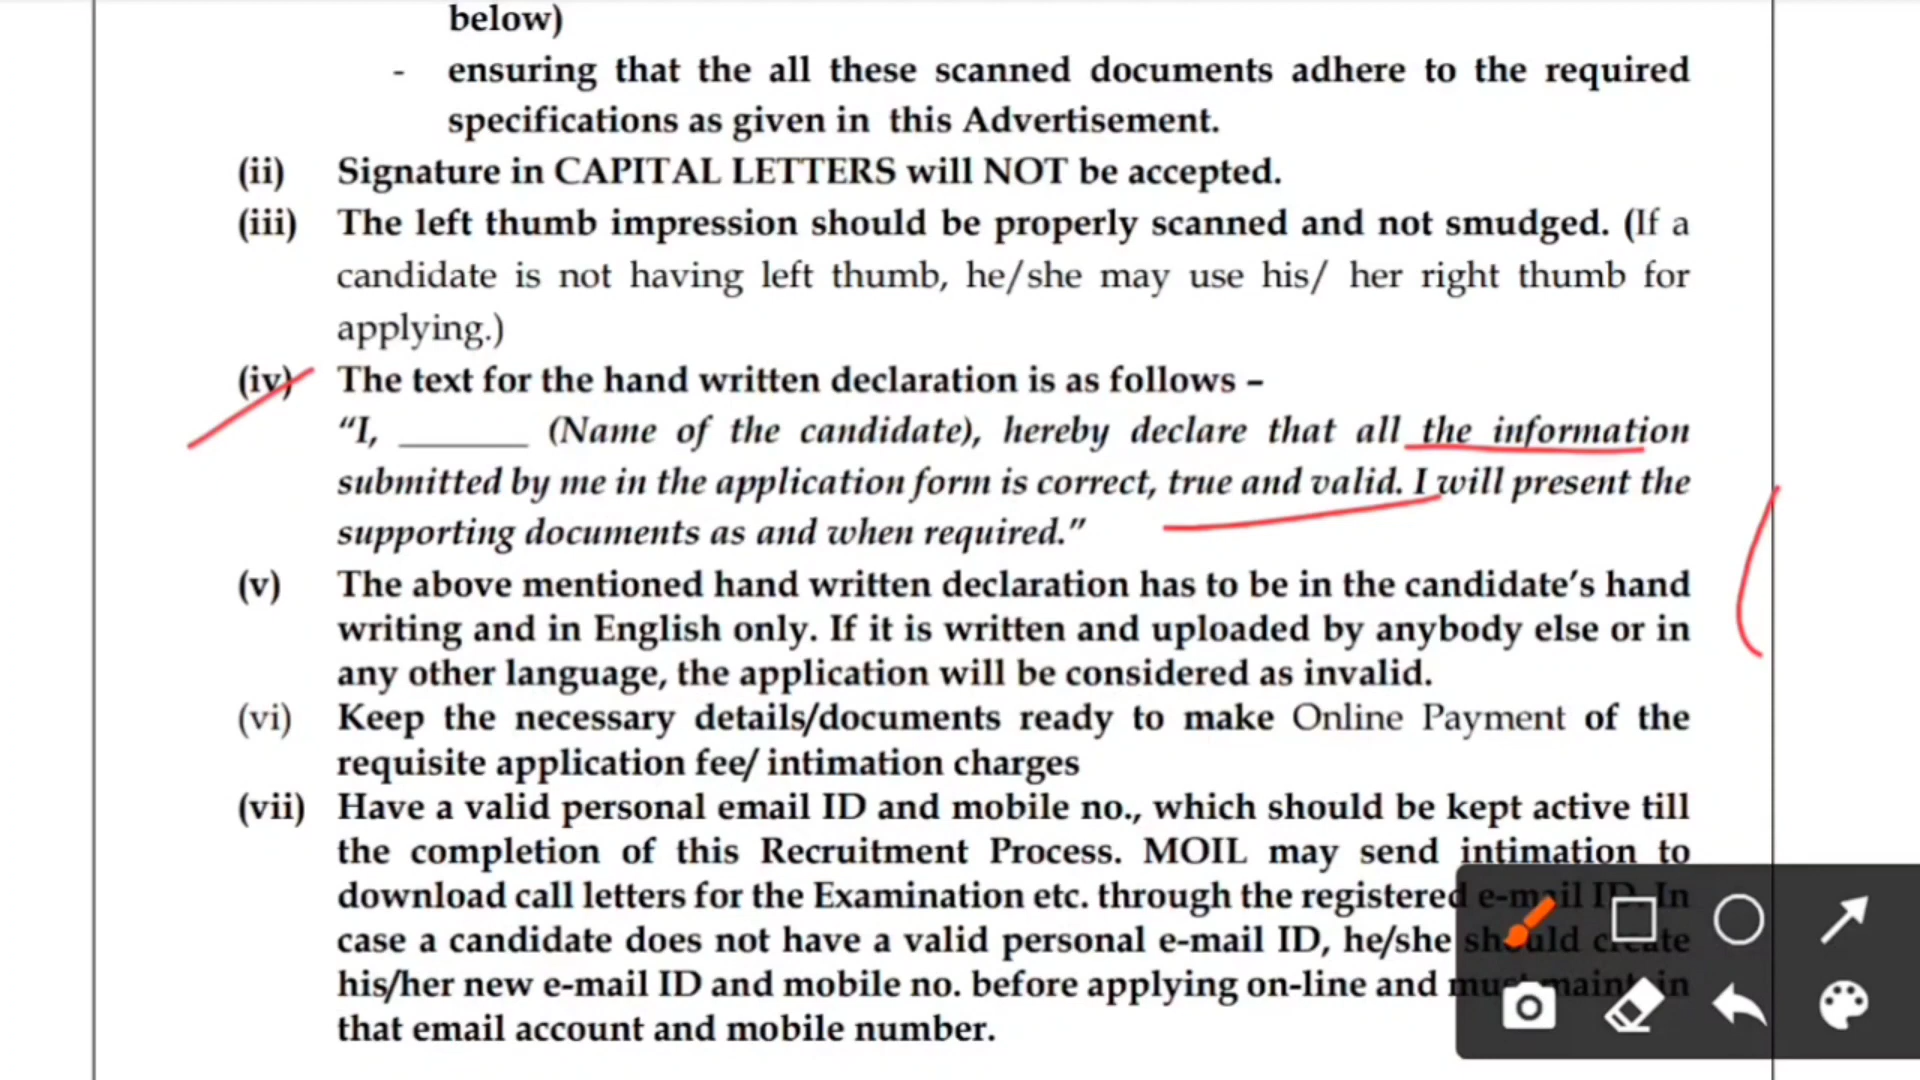 below)
- ensuring that the all these scanned documents adhere to the required
specifications as given in this Advertisement.
(ii) Signature in CAPITAL LETTERS will NOT be accepted.
(iii) The left thumb impression should be properly scanned and not smudged. (If a
candidate is not having left thumb, he/she may use his/ her right thumb for
applying.)
(iv) The text for the hand written declaration is as follows –
“I, _______ (Name of the candidate), hereby declare that all the information
submitted by me in the application form is correct, true and valid. I will present the
supporting documents as and when required.”
(v) The above mentioned hand written declaration has to be in the candidate’s hand
writing and in English only. If it is written and uploaded by anybody else or in
any other language, the application will be considered as invalid.
(vi) Keep the necessary details/documents ready to make Online Payment of the
requisite application fee/ intimation charges
(vii) Have a valid personal email ID and mobile no., which should be kept active till
the completion of this Recruitment Process. MOIL may send intimation to
download call letters for the Examination etc. through the registered e-mail ID. In
case a candidate does not have a valid personal e-mail ID, he/she should create
his/her new e-mail ID and mobile no. before applying on-line and must maintain
that email account and mobile number.